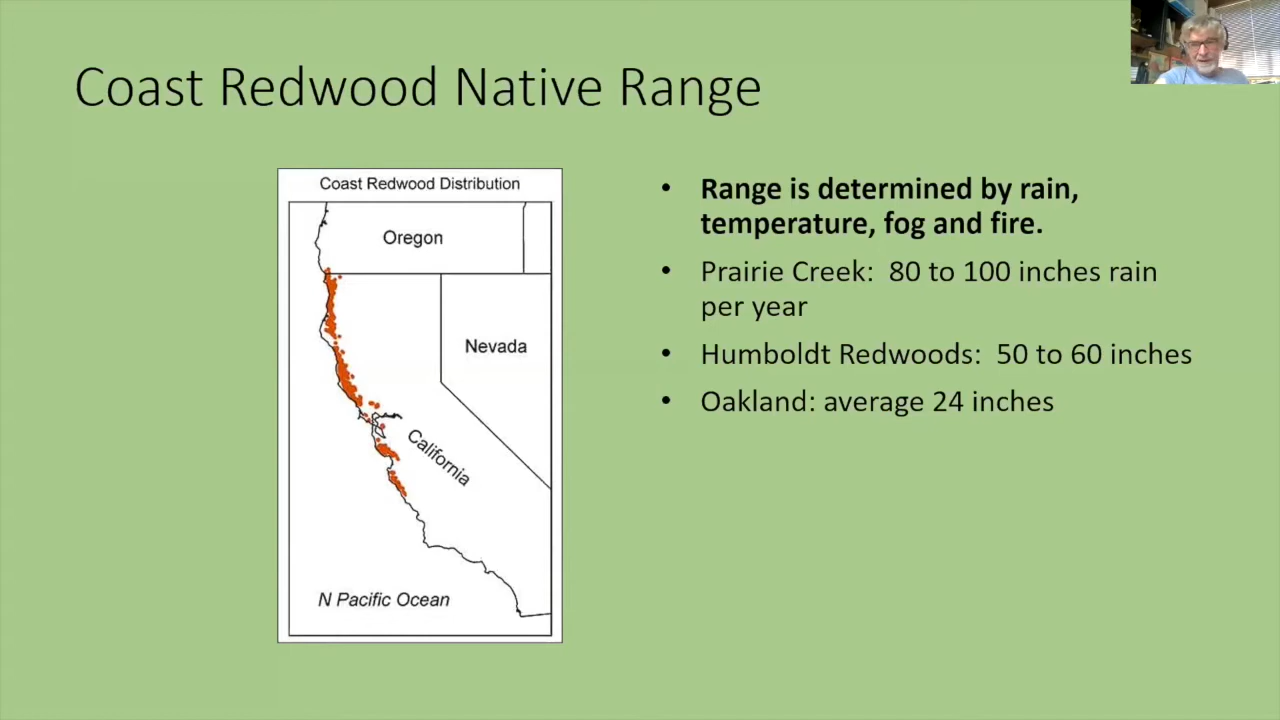 Coast Redwood Native Range
Coast Redwood Distribution
Oregon
Nevada
California
N Pacific Ocean
• Range is determined by rain,
temperature, fog and fire.
• Prairie Creek: 80 to 100 inches rain
per year
• Humboldt Redwoods: 50 to 60 inches
• Oakland: average 24 inches